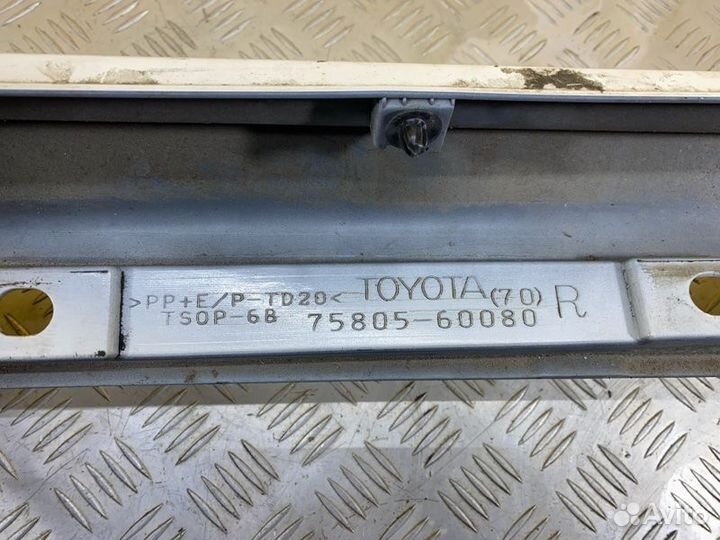 >PP+E/P-TD20< TOYOTA (70) R
TSOP-6B 75805-60080
Avito